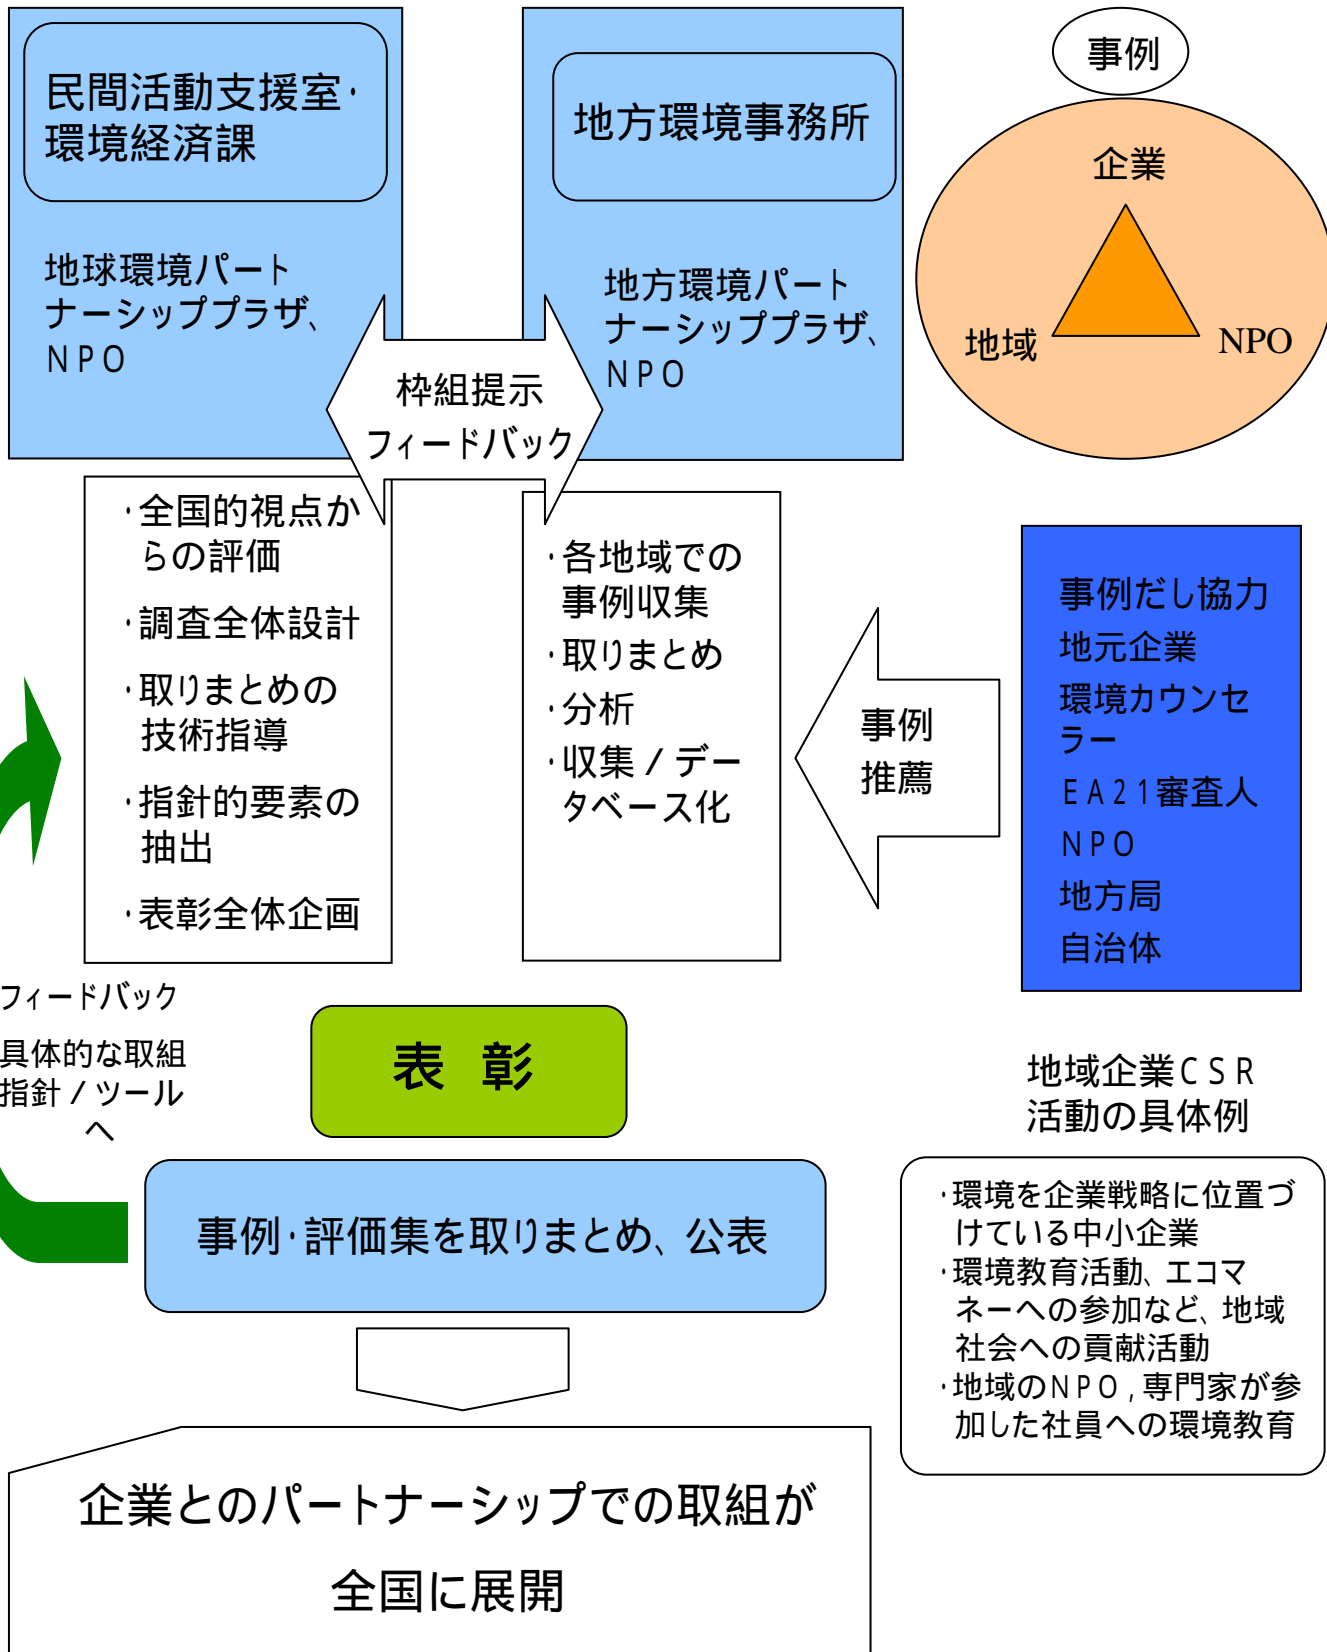 民間活動支援室・
環境経済課
地球環境パート
ナーシッププラザ、
NPO
地方環境事務所
地方環境パート
ナーシッププラザ、
NPO
枠組提示
フィードバック
事例
企業
地域
NPO
・全国的視点か
らの評価
・調査全体設計
・取りまとめの
技術指導
・指針的要素の
抽出
・表彰全体企画
・各地域での
事例収集
・取りまとめ
・分析
・収集/デー
タベース化
事例
推薦
事例だし協力
地元企業
環境カウンセ
ラー
EA21審査人
NPO
地方局
自治体
フィードバック
具体的な取組
指針/ツール
へ
表 彰
事例・評価集を取りまとめ、公表
地域企業CSR
活動の具体例
・環境を企業戦略に位置づ
けている中小企業
・環境教育活動、エコマ
ネーへの参加など、地域
社会への貢献活動
・地域のNPO,専門家が参
加した社員への環境教育
企業とのパートナーシップでの取組が
全国に展開